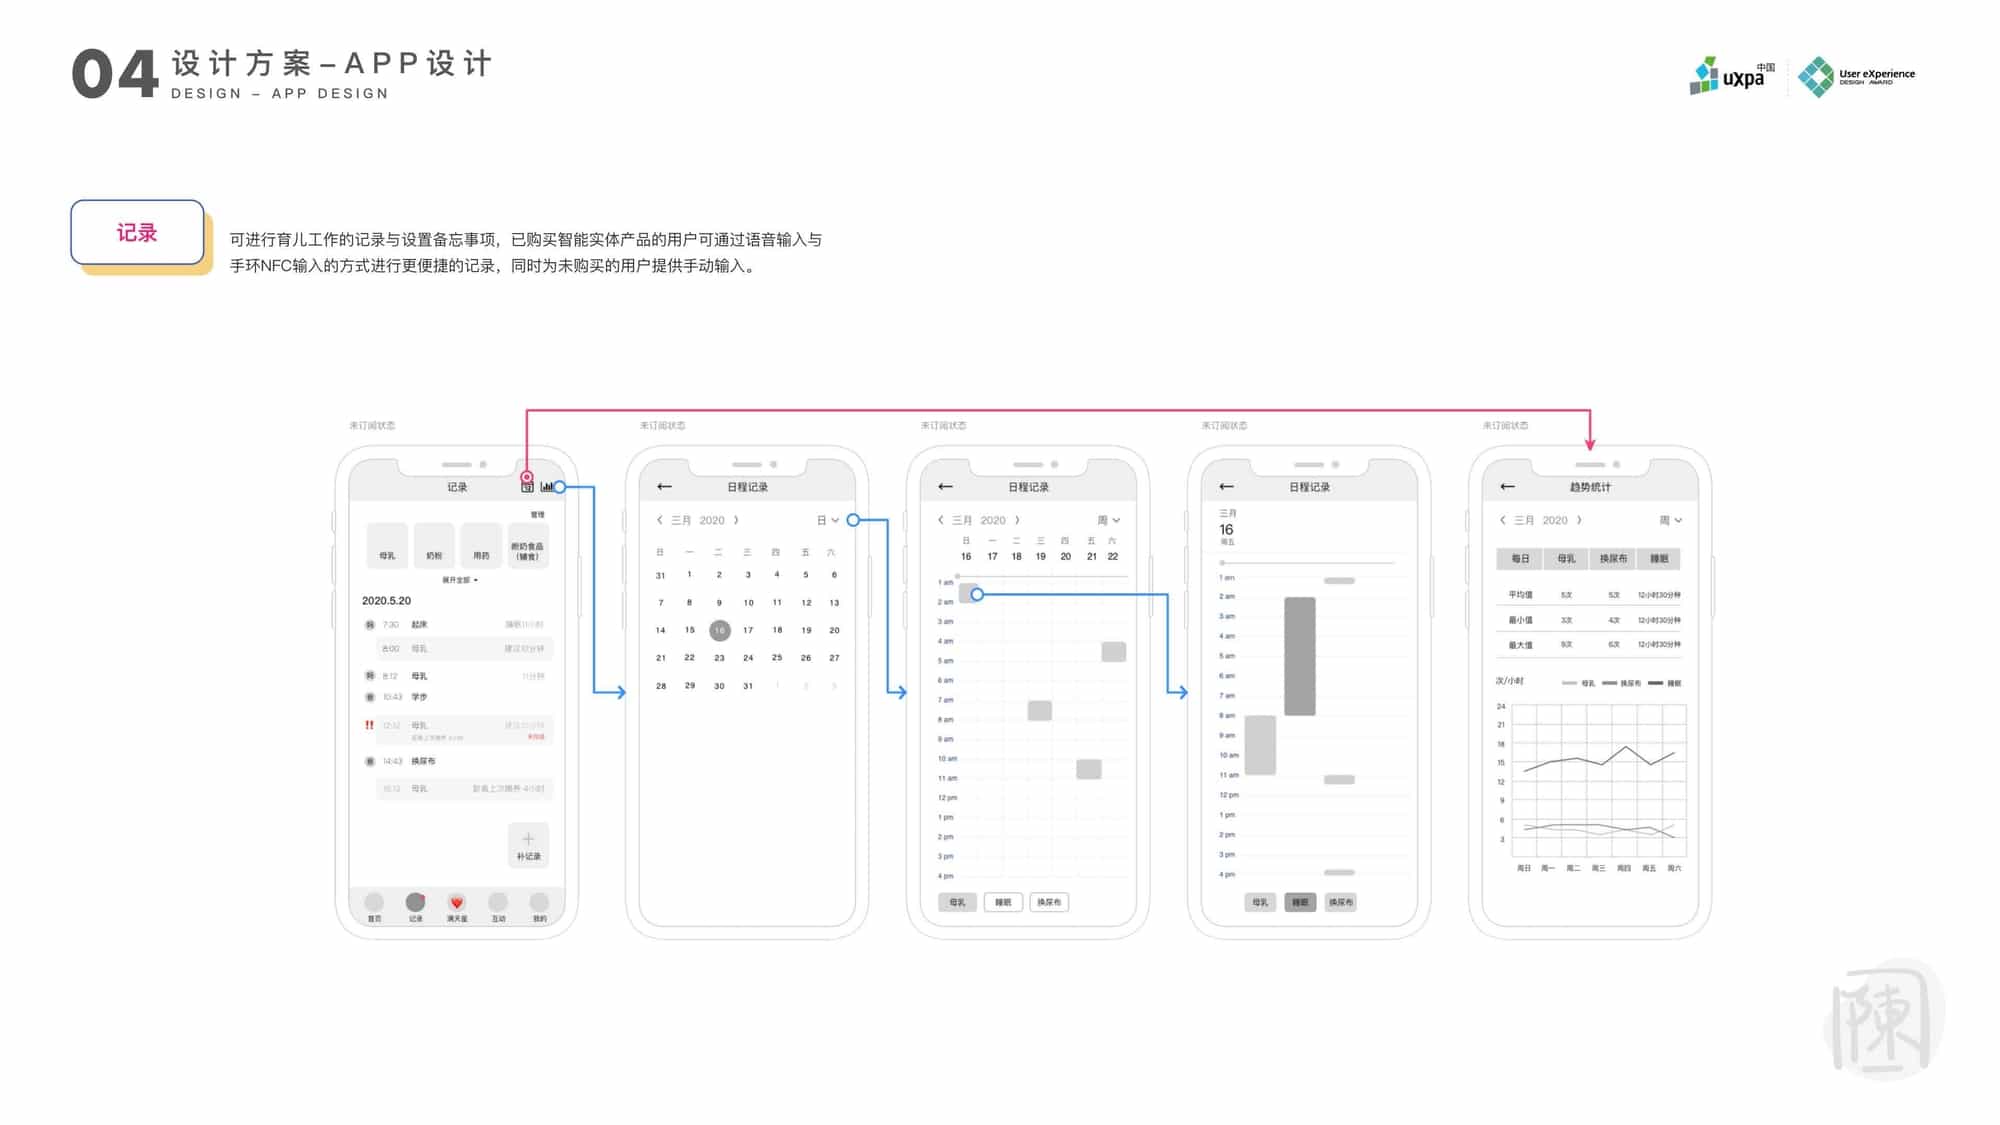 04
设计方案–APP设计
DESIGN – APP DESIGN
uxpa 中国
User eXperience
DESIGN AWARD
记录
可进行育儿工作的记录与设置备忘事项，已购买智能实体产品的用户可通过语音输入与
手环NFC输入的方式进行更便捷的记录，同时为未购买的用户提供手动输入。
未订阅状态
记录
12
管理
母乳 奶粉 用药
断奶食品
(辅食)
展开全部
2020.5.20
7:30 起床
8:00 母乳 建议10分钟
8:12 母乳 11分钟
10:43 学步
12:12 母乳
14:43 换尿布
16:12 母乳 距离上次喂养 4小时
补记录
首页 记录 满天星 互动 我的
未订阅状态
日程记录
三月 2020 日
日 一 二 三 四 五 六
31 1 2 3 4 5 6
7 8 9 10 11 12 13
14 15 16 17 18 19 20
21 22 23 24 25 26 27
28 29 30 31 1 2 3
未订阅状态
日程记录
三月 2020 周
日 一 二 三 四 五 六
16 17 18 19 20 21 22
1 am
2 am
3 am
4 am
5 am
6 am
7 am
8 am
9 am
10 am
11 am
12 pm
1 pm
2 pm
3 pm
4 pm
母乳 睡眠 换尿布
未订阅状态
日程记录
三月
16
周五
1 am
2 am
3 am
4 am
5 am
6 am
7 am
8 am
9 am
10 am
11 am
12 pm
1 pm
2 pm
3 pm
4 pm
母乳 睡眠 换尿布
未订阅状态
趋势统计
三月 2020 周
每日 母乳 换尿布 睡眠
平均值 5次 5次 12小时30分钟
最小值 3次 4次 12小时30分钟
最大值 8次 6次 12小时30分钟
次/小时 母乳 换尿布 睡眠
24
21
18
15
12
9
6
3
周日 周一 周二 周三 周四 周五 周六
陳